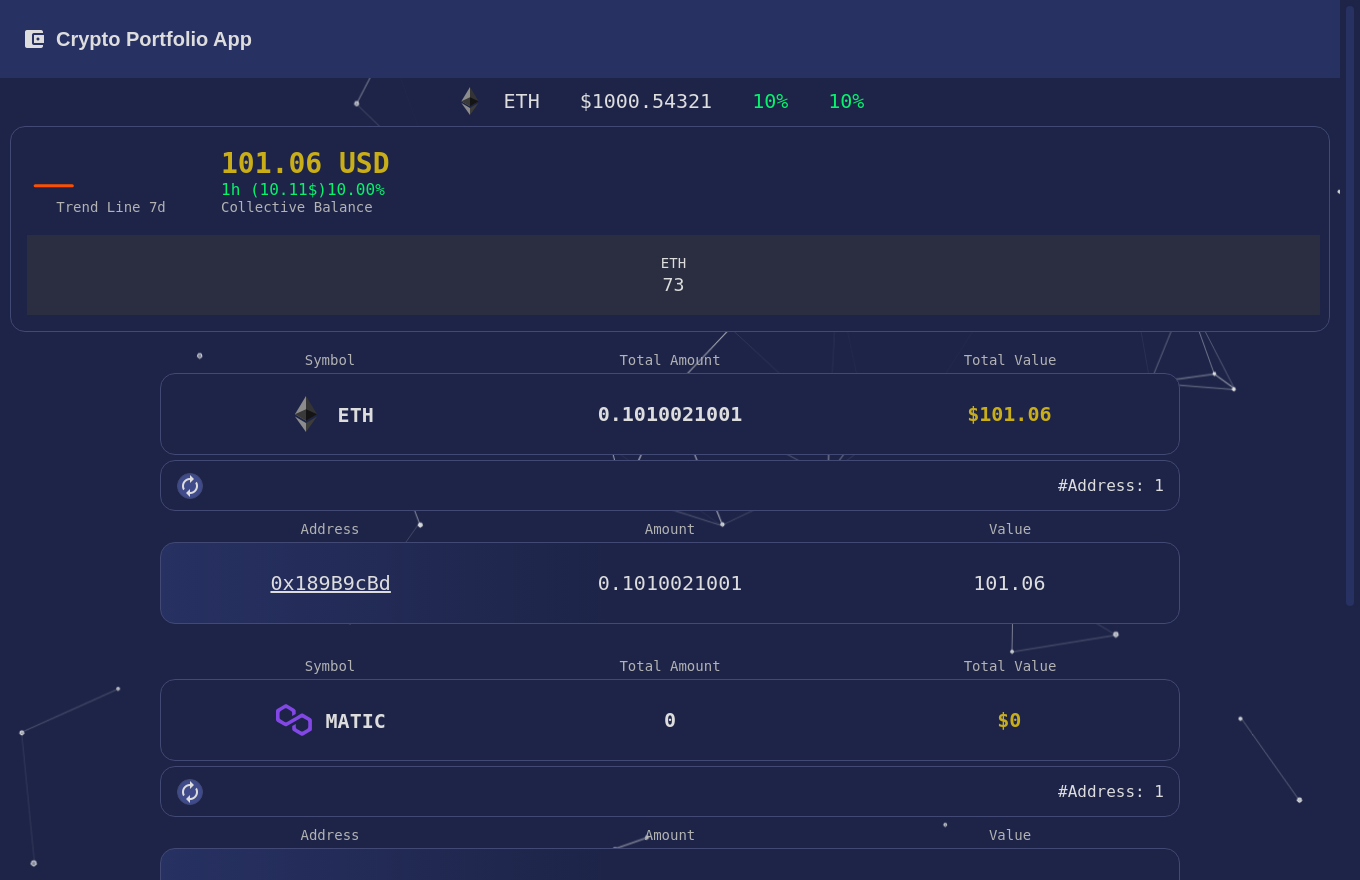 Crypto Portfolio App
ETH $1000.54321 10% 10%
101.06 USD
1h (10.11$)10.00%
Trend Line 7d Collective Balance
ETH
73
Symbol Total Amount Total Value
ETH 0.1010021001 $101.06
#Address: 1
Address Amount Value
0x189B9cBd 0.1010021001 101.06
Symbol Total Amount Total Value
MATIC 0 $0
#Address: 1
Address Amount Value